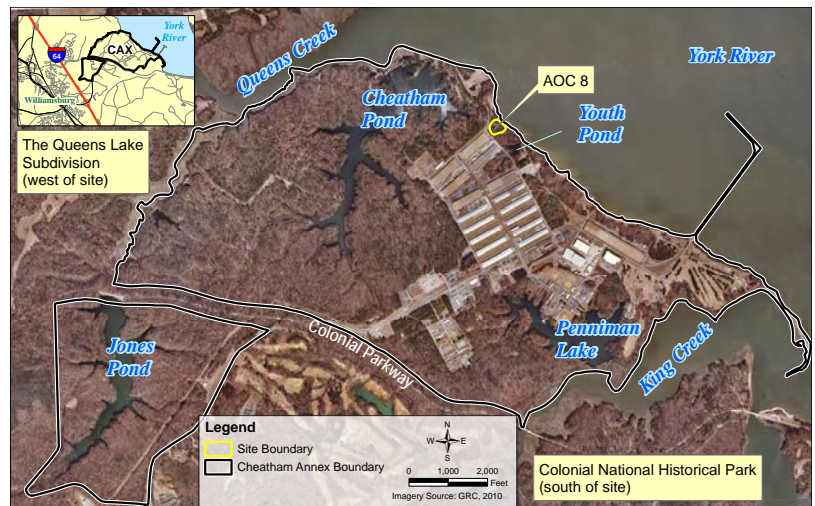 York
River
CAX
64
Williamsburg
The Queens Lake
Subdivision
(west of site)
Queens Creek
Cheatham
Pond
AOC 8
Youth
Pond
York River
Jones
Pond
Colonial Parkway
Penniman
Lake
King Creek
Legend
Site Boundary
Cheatham Annex Boundary
N
W E
S
0 1,000 2,000
Feet
Imagery Source: GRC, 2010
Colonial National Historical Park
(south of site)